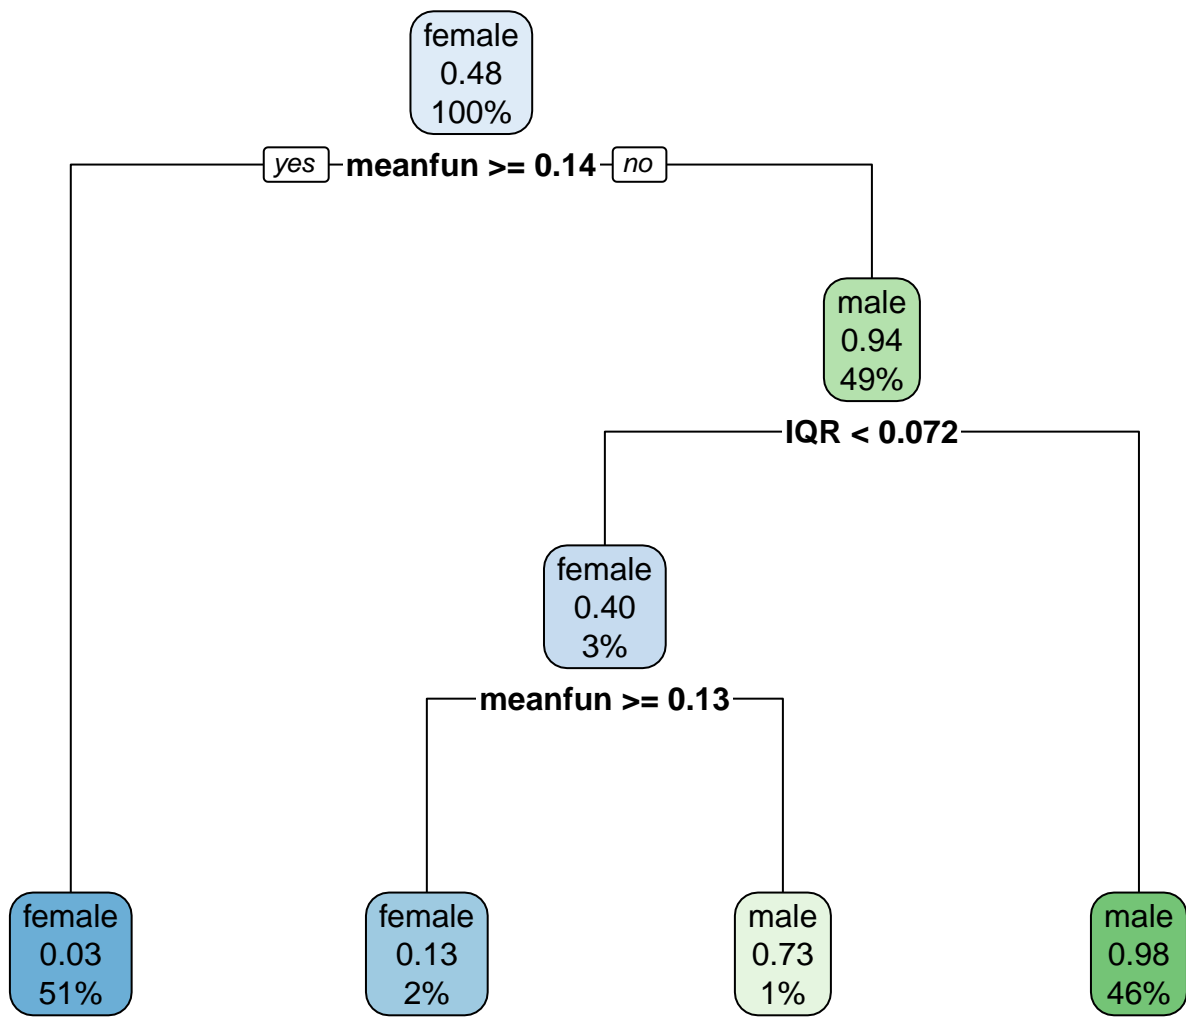 female
0.48
100%
yes meanfun >= 0.14 no
male
0.94
49%
IQR < 0.072
female
0.40
3%
meanfun >= 0.13
female
0.03
51%
female
0.13
2%
male
0.73
1%
male
0.98
46%